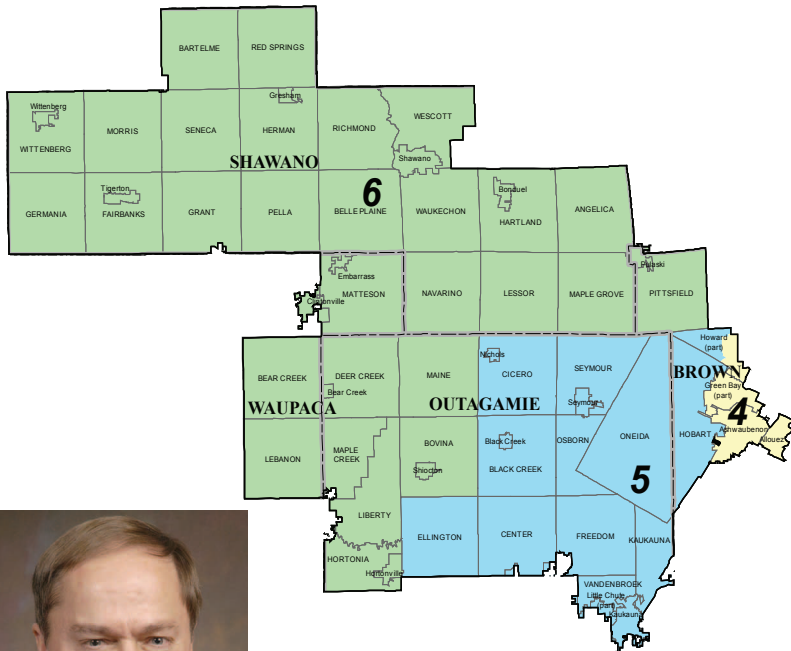 BARTELME
RED SPRINGS
Wittenberg
Gresham
WESCOTT
MORRIS
SENECA
HERMAN
RICHMOND
WITTENBERG
SHAWANO
Shawano
Tigerton
6
Bonduel
GERMANIA
FAIRBANKS
GRANT
PELLA
BELLE PLAINE
WAUKECHON
HARTLAND
ANGELICA
Pulaski
Embarrass
Clintonville
MATTESON
NAVARINO
LESSOR
MAPLE GROVE
PITTSFIELD
Howard
(part)
Nichols
BEAR CREEK
DEER CREEK
MAINE
CICERO
SEYMOUR
BROWN
Green Bay
(part)
Bear Creek
WAUPACA
OUTAGAMIE
Seymour
4
Ashwaubenon
Allouez
MAPLE
CREEK
BOVINA
Black Creek
OSBORN
ONEIDA
HOBART
LEBANON
Shiocton
BLACK CREEK
5
LIBERTY
ELLINGTON
CENTER
FREEDOM
KAUKAUNA
HORTONIA
Hortonville
VANDENBROEK
Little Chute
(part)
Kaukauna